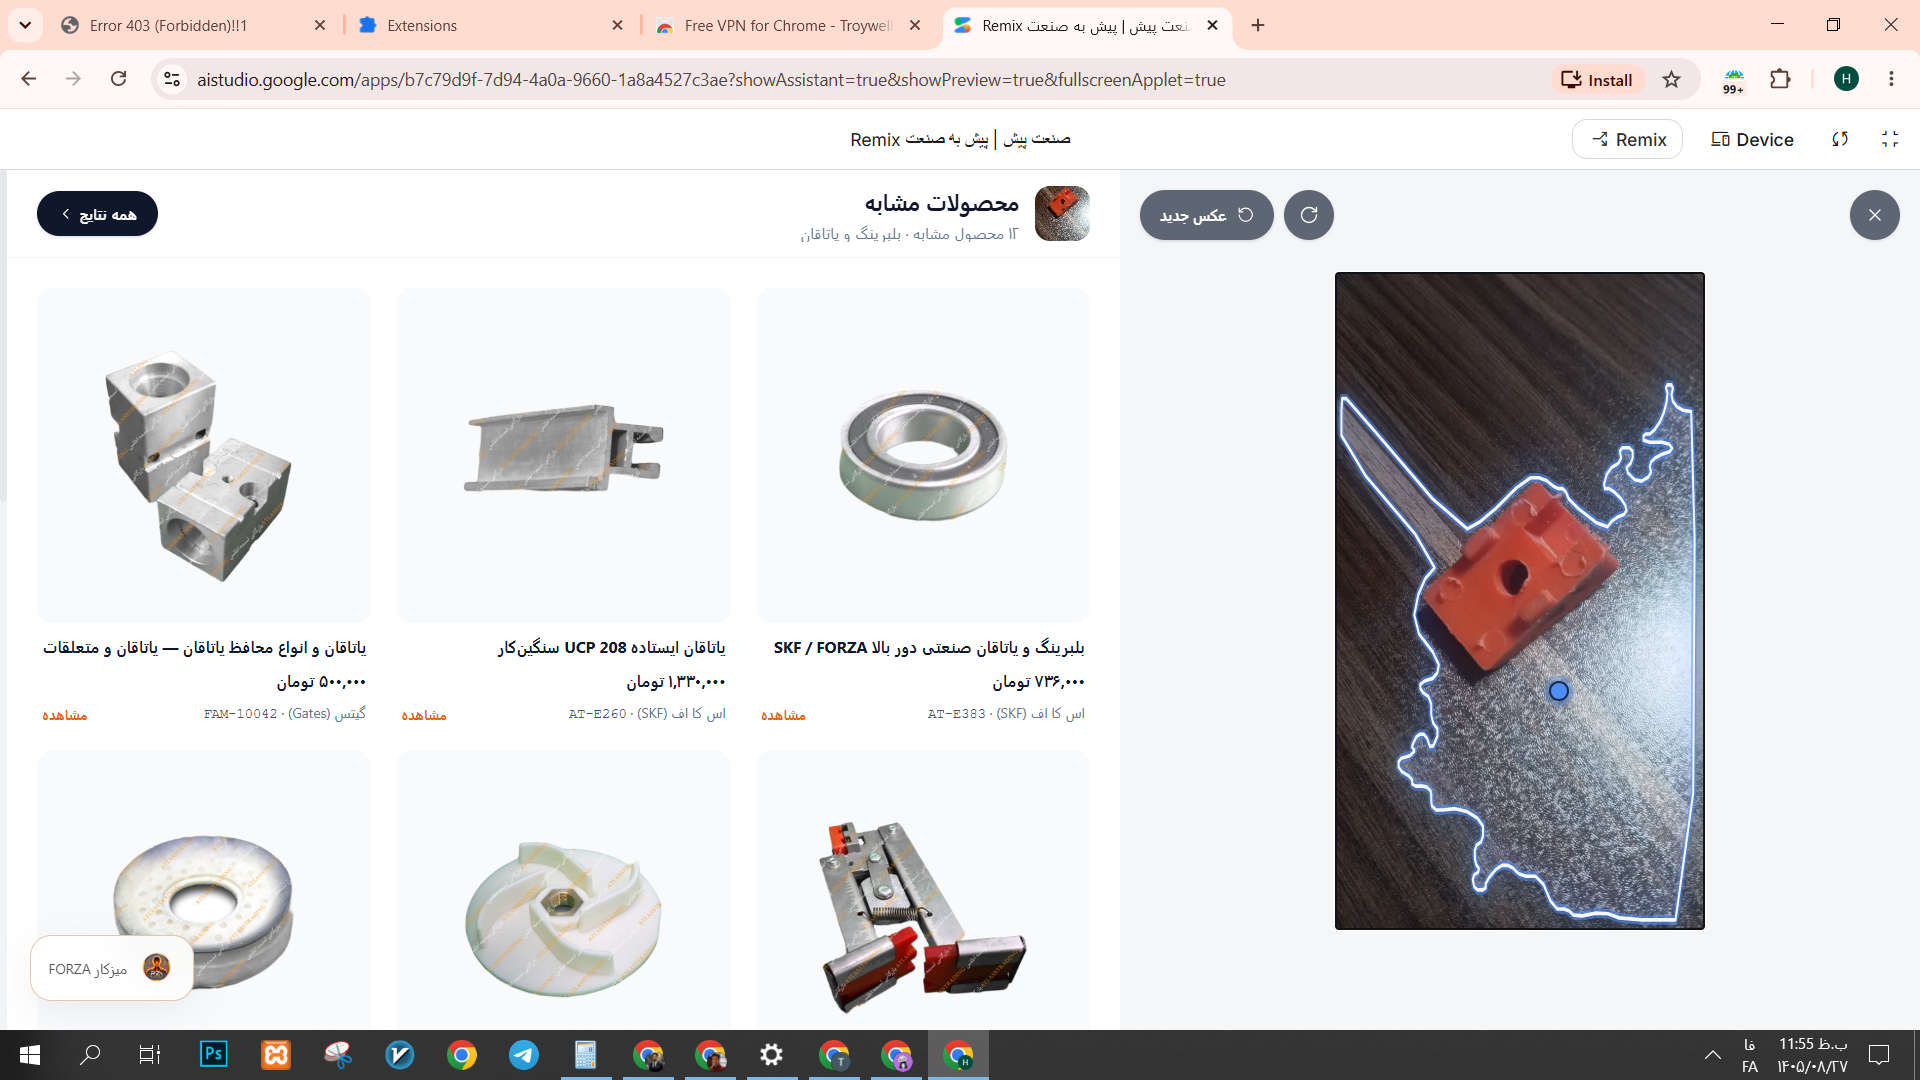 Error 403 (Forbidden)!!1
Extensions
Free VPN for Chrome - Troywell
Remix صنعت پیش | پیش به صنعت
aistudio.google.com/apps/b7c79d9f-7d94-4a0a-9660-1a8a4527c3ae?showAssistant=true&showPreview=true&fullscreenApplet=true
Install
99+
H
Remix صنعت پیش | پیش به صنعت
Remix
Device
همه نتایج
محصولات مشابه
۱۲ محصول مشابه · بلبرینگ و یاتاقان
عکس جدید
بلبرینگ و یاتاقان صنعتی دور بالا SKF / FORZA
۷۳۶,۰۰۰ تومان
اس کا اف (SKF) · AT-E383
مشاهده
یاتاقان ایستاده UCP 208 سنگین‌کار
۱,۳۳۰,۰۰۰ تومان
اس کا اف (SKF) · AT-E260
مشاهده
یاتاقان و انواع محافظ یاتاقان — یاتاقان و متعلقات
۵۰۰,۰۰۰ تومان
گیتس (Gates) · FAM-10042
مشاهده
میزکار FORZA
Ps
T
H
فا
FA
11:55 ب.ظ
۱۴۰۵/۰۸/۲۷